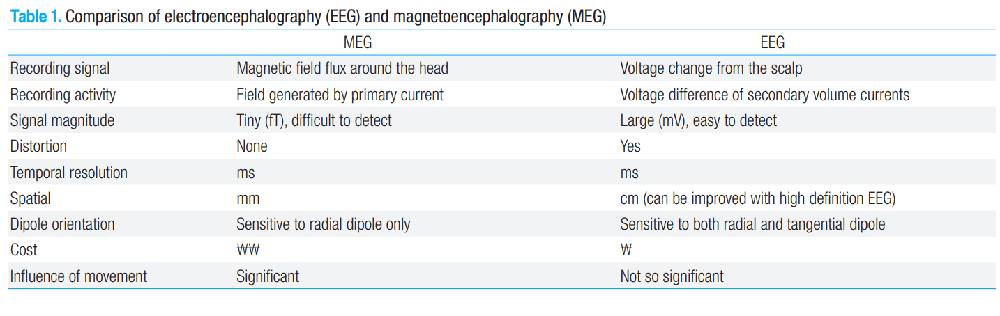 Table 1. Comparison of electroencephalography (EEG) and magnetoencephalography (MEG)
MEG EEG
Recording signal Magnetic field flux around the head Voltage change from the scalp
Recording activity Field generated by primary current Voltage difference of secondary volume currents
Signal magnitude Tiny (fT), difficult to detect Large (mV), easy to detect
Distortion None Yes
Temporal resolution ms ms
Spatial mm cm (can be improved with high definition EEG)
Dipole orientation Sensitive to radial dipole only Sensitive to both radial and tangential dipole
Cost ₩₩ ₩
Influence of movement Significant Not so significant